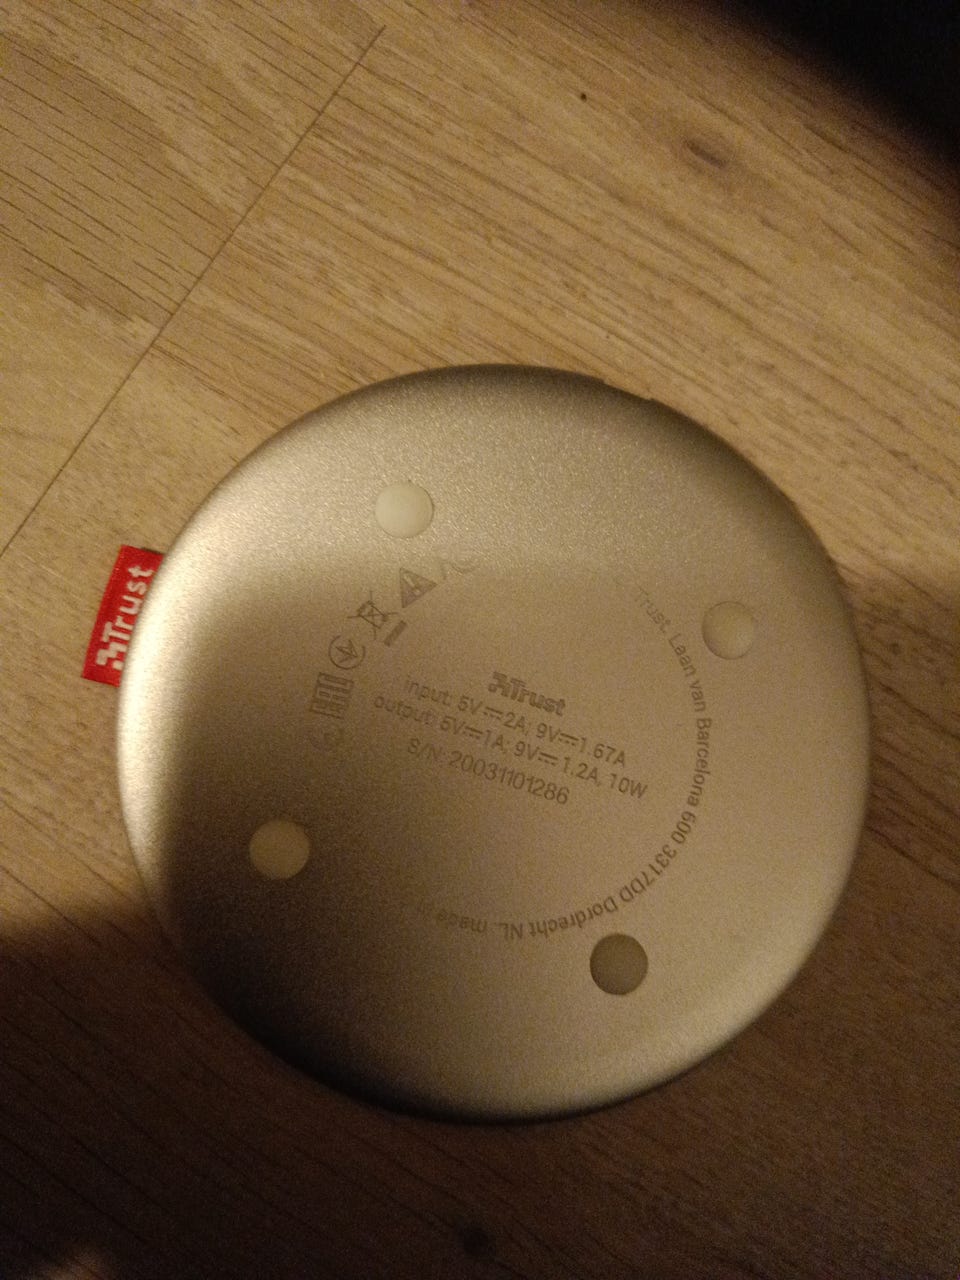 Trust
Trust
input: 5V⎓2A; 9V⎓1.67A
output: 5V⎓1A; 9V⎓1.2A, 10W
S/N: 20031101286
Trust Laan van Barcelona 600 3317DD Dordrecht NL. made in
EAC